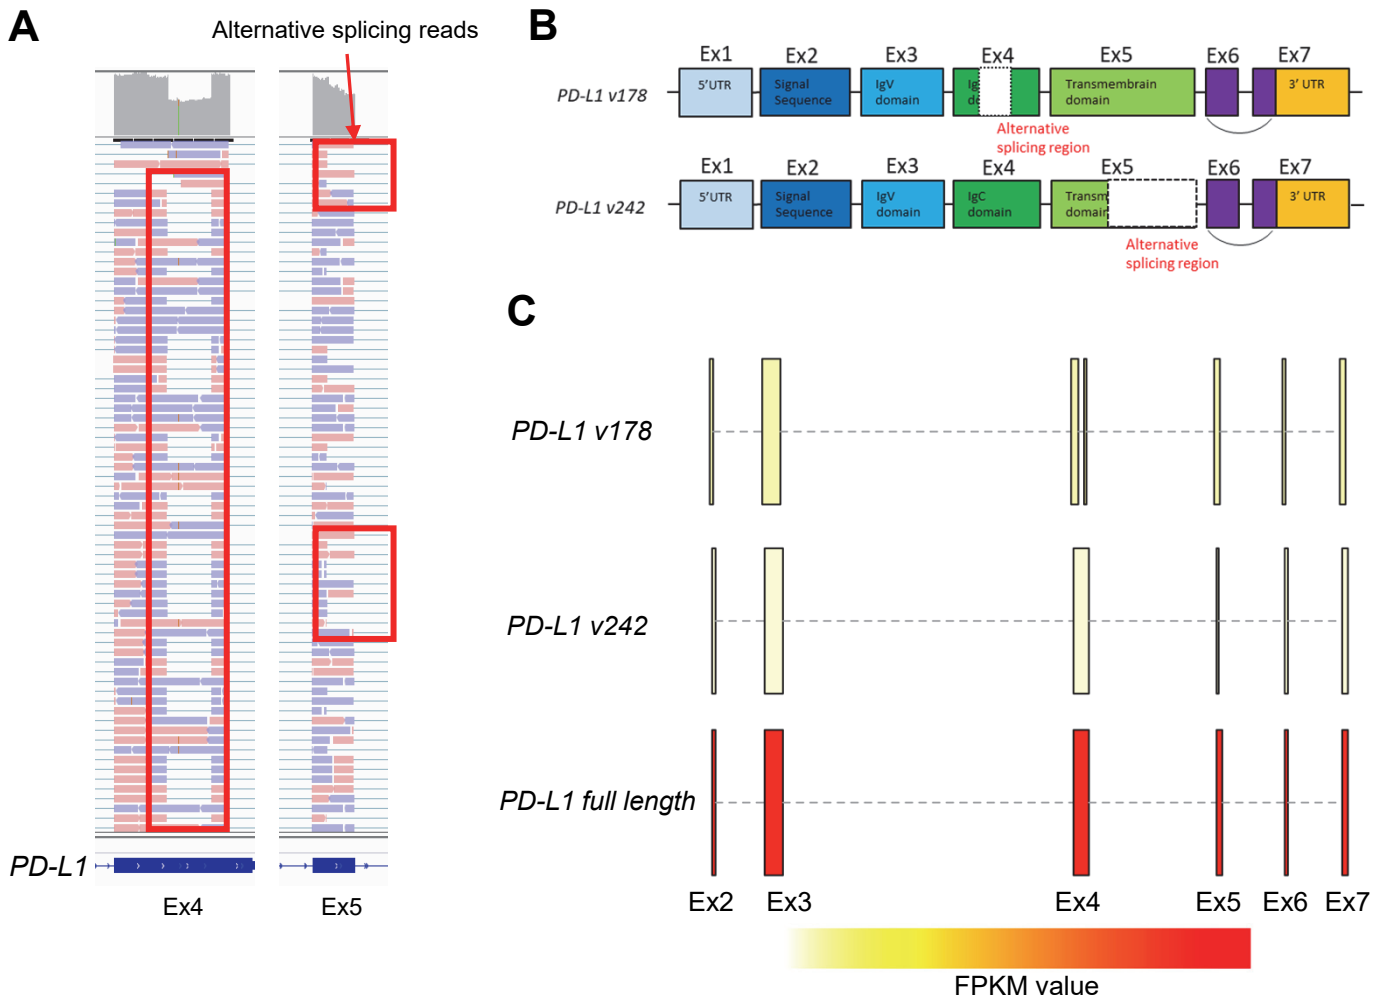 A
Alternative splicing reads
PD-L1
Ex4
Ex5
B
Ex1 Ex2 Ex3 Ex4 Ex5 Ex6 Ex7
PD-L1 v178
5'UTR
Signal
Sequence
IgV
domain
Ig
d
Transmembrain
domain
3' UTR
Alternative
splicing region
Ex1 Ex2 Ex3 Ex4 Ex5 Ex6 Ex7
PD-L1 v242
5'UTR
Signal
Sequence
IgV
domain
IgC
domain
Transm
domain
3' UTR
Alternative
splicing region
C
PD-L1 v178
PD-L1 v242
PD-L1 full length
Ex2 Ex3 Ex4 Ex5 Ex6 Ex7
FPKM value